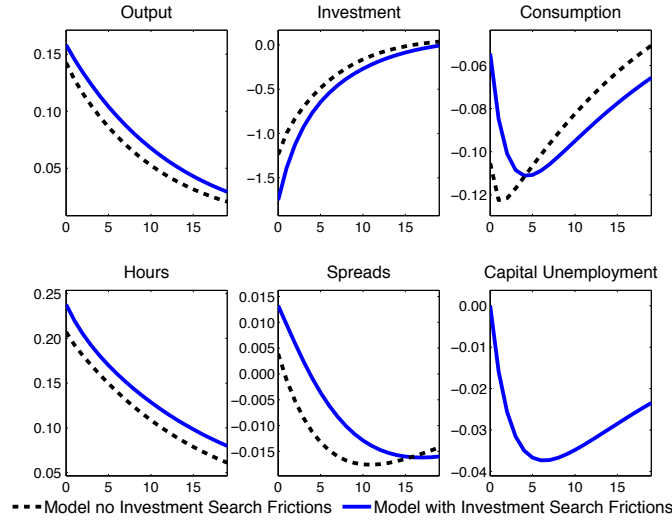 Output
0.15
0.10
0.05
0 5 10 15
Investment
0.0
−0.5
−1.0
−1.5
0 5 10 15
Consumption
−0.06
−0.08
−0.10
−0.12
0 5 10 15
Hours
0.25
0.20
0.15
0.10
0.05
0 5 10 15
Spreads
0.015
0.010
0.005
0.000
−0.005
−0.010
−0.015
0 5 10 15
Capital Unemployment
0.00
−0.01
−0.02
−0.03
−0.04
0 5 10 15
Model no Investment Search Frictions Model with Investment Search Frictions